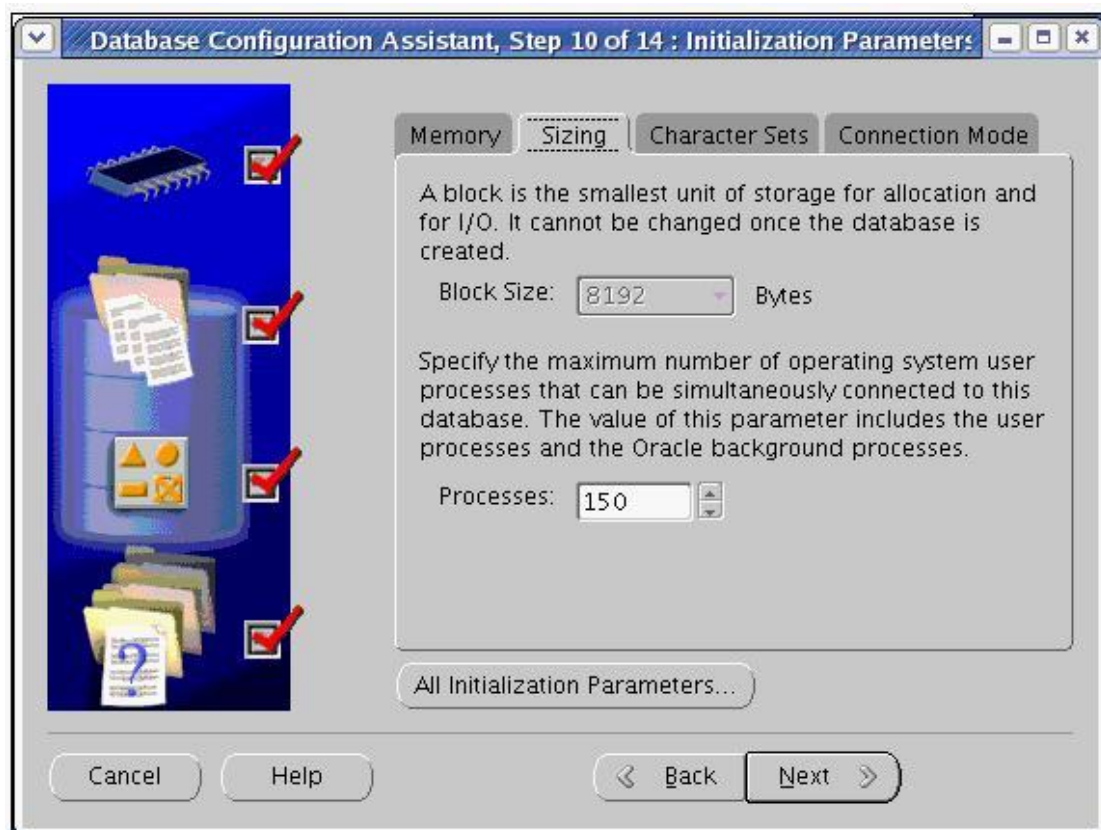 Database Configuration Assistant, Step 10 of 14 : Initialization Parameters
Memory Sizing Character Sets Connection Mode
A block is the smallest unit of storage for allocation and
for I/O. It cannot be changed once the database is
created.
Block Size: 8192 Bytes
Specify the maximum number of operating system user
processes that can be simultaneously connected to this
database. The value of this parameter includes the user
processes and the Oracle background processes.
Processes: 150
?
All Initialization Parameters...
Cancel Help Back Next